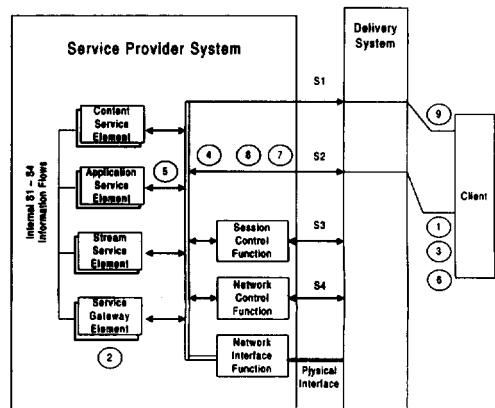 Service Provider System
Delivery
System
S1
Content
Service
Element
9
5
4
8
7
S2
Application
Service
Element
Client
1
3
6
Internal S1 – S4
Information Flows
Stream
Service
Element
Session
Control
Function
S3
Service
Gateway
Element
Network
Control
Function
S4
2
Network
Interface
Function
Pjysical
Interface